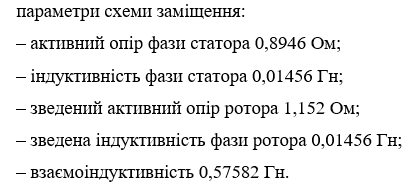 параметри схеми заміщення:
– активний опір фази статора 0,8946 Ом;
– індуктивність фази статора 0,01456 Гн;
– зведений активний опір ротора 1,152 Ом;
– зведена індуктивність фази ротора 0,01456 Гн;
– взаємоіндуктивність 0,57582 Гн.